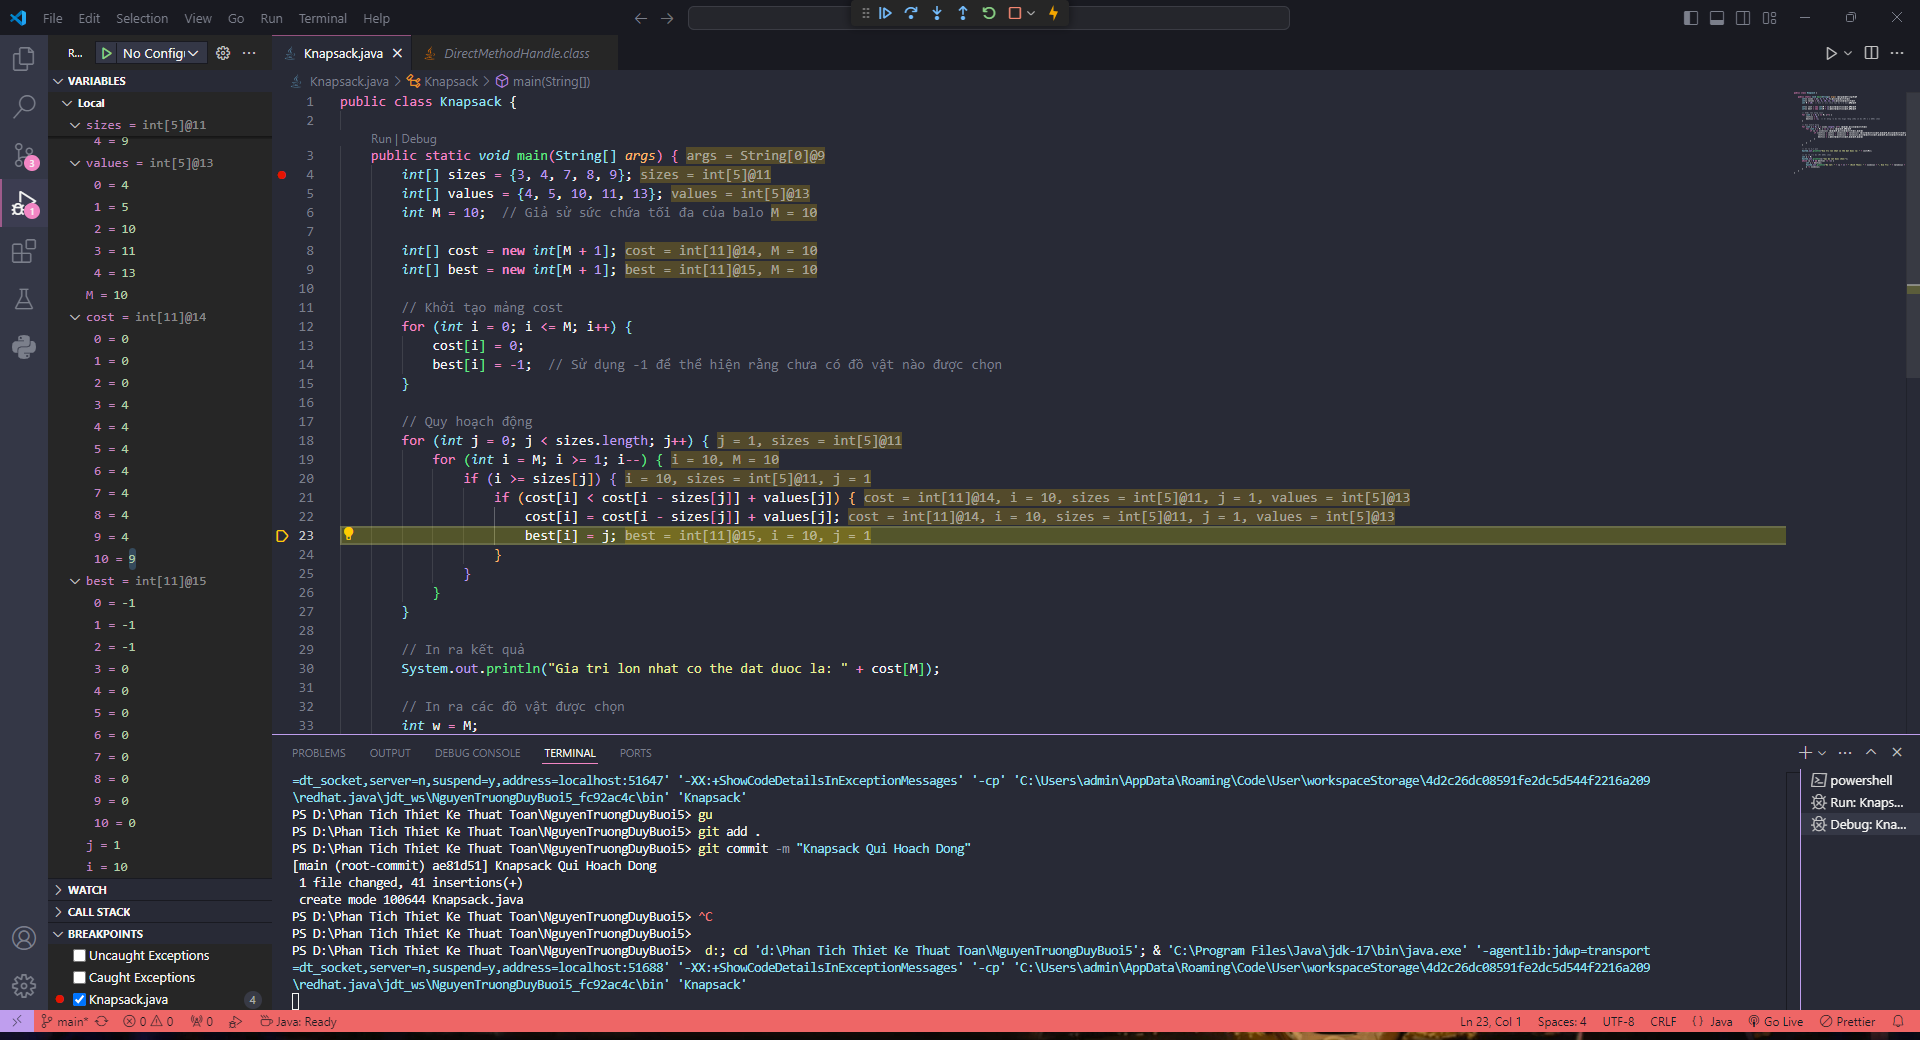 File Edit Selection View Go Run Terminal Help
R... No Config
Knapsack.java
DirectMethodHandle.class
Knapsack.java > Knapsack > main(String[])
VARIABLES
Local
sizes = int[5]@11
4 = 9
values = int[5]@13
0 = 4
1 = 5
2 = 10
3 = 11
4 = 13
M = 10
cost = int[11]@14
0 = 0
1 = 0
2 = 0
3 = 4
4 = 4
5 = 4
6 = 4
7 = 4
8 = 4
9 = 4
10 = 9
best = int[11]@15
0 = -1
1 = -1
2 = -1
3 = 0
4 = 0
5 = 0
6 = 0
7 = 0
8 = 0
9 = 0
10 = 0
j = 1
i = 10
WATCH
CALL STACK
BREAKPOINTS
Uncaught Exceptions
Caught Exceptions
Knapsack.java 4
3
1
1 public class Knapsack {
2
Run | Debug
3 public static void main(String[] args) { args = String[0]@9
4 int[] sizes = {3, 4, 7, 8, 9}; sizes = int[5]@11
5 int[] values = {4, 5, 10, 11, 13}; values = int[5]@13
6 int M = 10; // Giả sử sức chứa tối đa của balo M = 10
7
8 int[] cost = new int[M + 1]; cost = int[11]@14, M = 10
9 int[] best = new int[M + 1]; best = int[11]@15, M = 10
10
11 // Khởi tạo mảng cost
12 for (int i = 0; i <= M; i++) {
13 cost[i] = 0;
14 best[i] = -1; // Sử dụng -1 để thể hiện rằng chưa có đồ vật nào được chọn
15 }
16
17 // Quy hoạch động
18 for (int j = 0; j < sizes.length; j++) { j = 1, sizes = int[5]@11
19 for (int i = M; i >= 1; i--) { i = 10, M = 10
20 if (i >= sizes[j]) { i = 10, sizes = int[5]@11, j = 1
21 if (cost[i] < cost[i - sizes[j]] + values[j]) { cost = int[11]@14, i = 10, sizes = int[5]@11, j = 1, values = int[5]@13
22 cost[i] = cost[i - sizes[j]] + values[j]; cost = int[11]@14, i = 10, sizes = int[5]@11, j = 1, values = int[5]@13
23 best[i] = j; best = int[11]@15, i = 10, j = 1
24 }
25 }
26 }
27 }
28
29 // In ra kết quả
30 System.out.println("Gia tri lon nhat co the dat duoc la: " + cost[M]);
31
32 // In ra các đồ vật được chọn
33 int w = M;
PROBLEMS OUTPUT DEBUG CONSOLE TERMINAL PORTS
=dt_socket,server=n,suspend=y,address=localhost:51647' '-XX:+ShowCodeDetailsInExceptionMessages' '-cp' 'C:\Users\admin\AppData\Roaming\Code\User\workspaceStorage\4d2c26dc08591fe2dc5d544f2216a209
\redhat.java\jdt_ws\NguyenTruongDuyBuoi5_fc92ac4c\bin' 'Knapsack'
PS D:\Phan Tich Thiet Ke Thuat Toan\NguyenTruongDuyBuoi5> gu
PS D:\Phan Tich Thiet Ke Thuat Toan\NguyenTruongDuyBuoi5> git add .
PS D:\Phan Tich Thiet Ke Thuat Toan\NguyenTruongDuyBuoi5> git commit -m "Knapsack Qui Hoach Dong"
[main (root-commit) ae81d51] Knapsack Qui Hoach Dong
1 file changed, 41 insertions(+)
create mode 100644 Knapsack.java
PS D:\Phan Tich Thiet Ke Thuat Toan\NguyenTruongDuyBuoi5> ^C
PS D:\Phan Tich Thiet Ke Thuat Toan\NguyenTruongDuyBuoi5>
PS D:\Phan Tich Thiet Ke Thuat Toan\NguyenTruongDuyBuoi5> d:; cd 'd:\Phan Tich Thiet Ke Thuat Toan\NguyenTruongDuyBuoi5'; & 'C:\Program Files\Java\jdk-17\bin\java.exe' '-agentlib:jdwp=transport
=dt_socket,server=n,suspend=y,address=localhost:51688' '-XX:+ShowCodeDetailsInExceptionMessages' '-cp' 'C:\Users\admin\AppData\Roaming\Code\User\workspaceStorage\4d2c26dc08591fe2dc5d544f2216a209
\redhat.java\jdt_ws\NguyenTruongDuyBuoi5_fc92ac4c\bin' 'Knapsack'
powershell
Run: Knaps...
Debug: Kna...
main* 0 0 0 Java: Ready
Ln 23, Col 1 Spaces: 4 UTF-8 CRLF {} Java Go Live Prettier